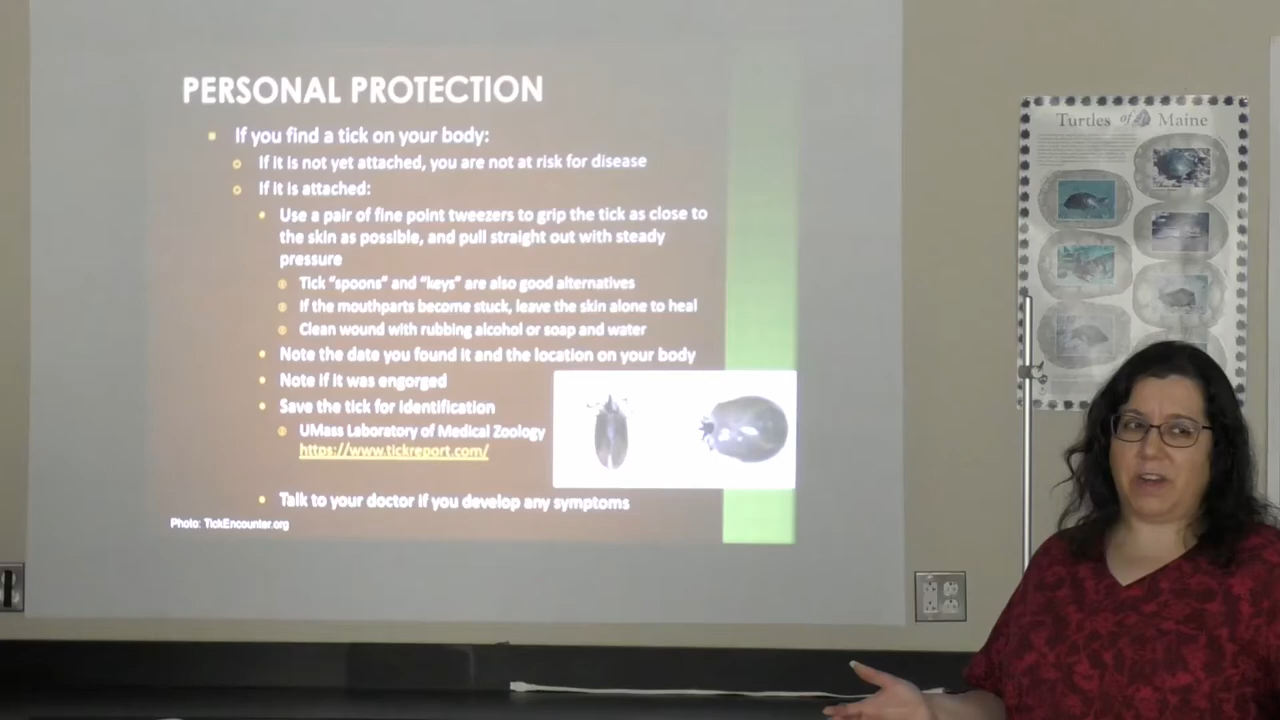 PERSONAL PROTECTION
If you find a tick on your body:
If it is not yet attached, you are not at risk for disease
If it is attached:
Use a pair of fine point tweezers to grip the tick as close to
the skin as possible, and pull straight out with steady
pressure
Tick "spoons" and "keys" are also good alternatives
If the mouthparts become stuck, leave the skin alone to heal
Clean wound with rubbing alcohol or soap and water
Note the date you found it and the location on your body
Note if it was engorged
Save the tick for identification
UMass Laboratory of Medical Zoology
https://www.tickreport.com/
Talk to your doctor if you develop any symptoms
Photo: TickEncounter.org
Turtles of Maine